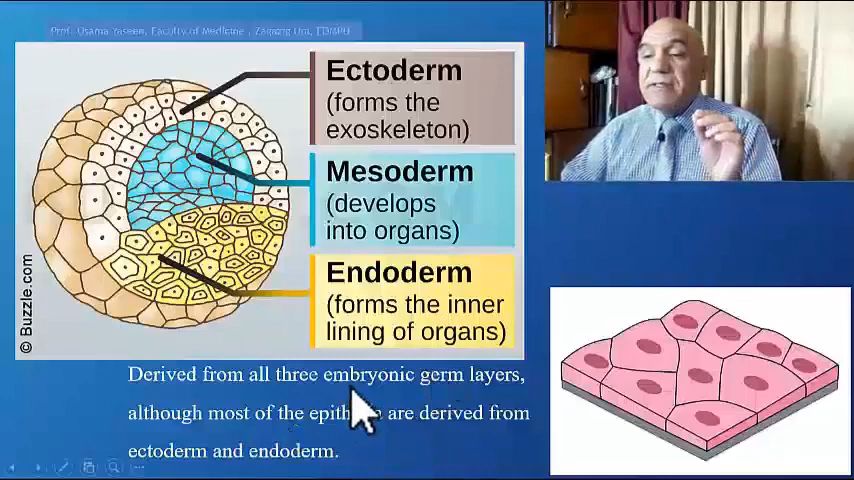 Prof. Osama Yaseen, Faculty of Medicine , Zagazig Uni, EDMPU
Ectoderm
(forms the
exoskeleton)
Mesoderm
(develops
into organs)
Endoderm
(forms the inner
lining of organs)
© Buzzle.com
Derived from all three embryonic germ layers,
although most of the are derived from
ectoderm and endoderm.